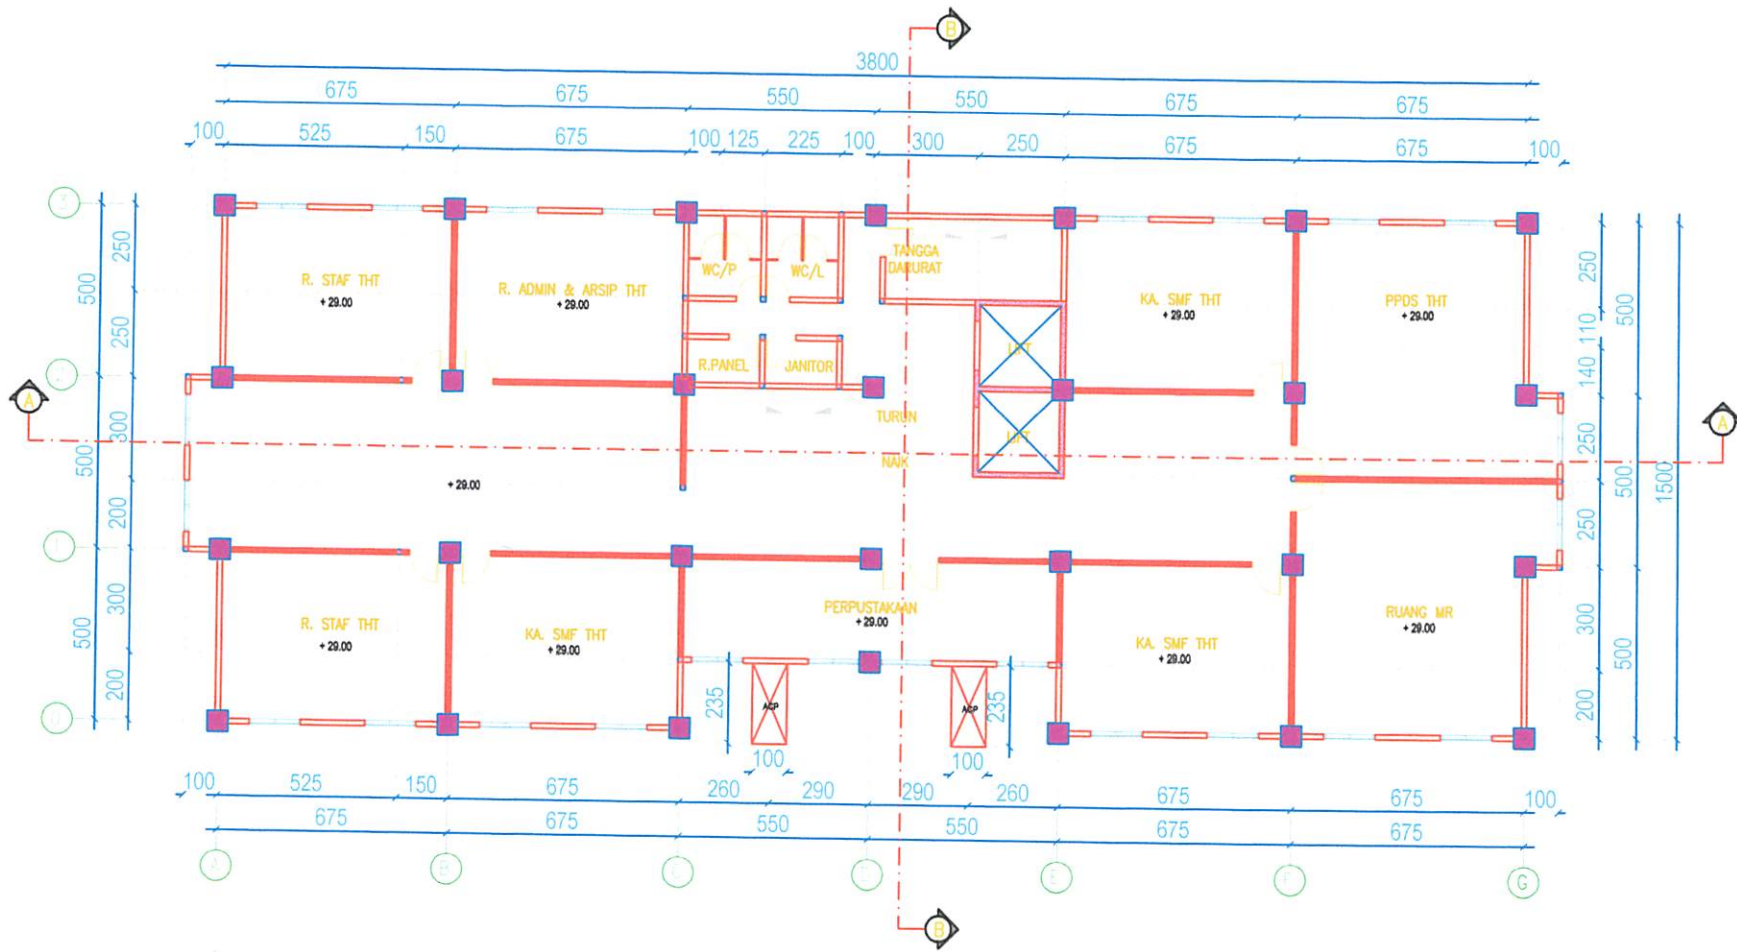 B
3800
675 675 550 550 675 675
100 525 150 675 100 125 225 100 300 250 675 675 100
3
250
500
250
250
500
110
140
R. STAF THT
+29.00
R. ADMIN & ARSIP THT
+29.00
WC/P
WC/L
TANGGA
DARURAT
KA. SMF THT
+29.00
PPDS THT
+29.00
R.PANEL
JANITOR
LIFT
LIFT
A
A
TURUN
NAIK
300
500
200
+29.00
250
500
250
1500
R. STAF THT
+29.00
KA. SMF THT
+29.00
PERPUSTAKAAN
+29.00
KA. SMF THT
+29.00
RUANG MR
+29.00
300
500
200
300
500
200
235
ACP
100
ACP
235
100
100 525 150 675 260 290 290 260 675 675 100
675 675 550 550 675 675
A B C D E F G
B